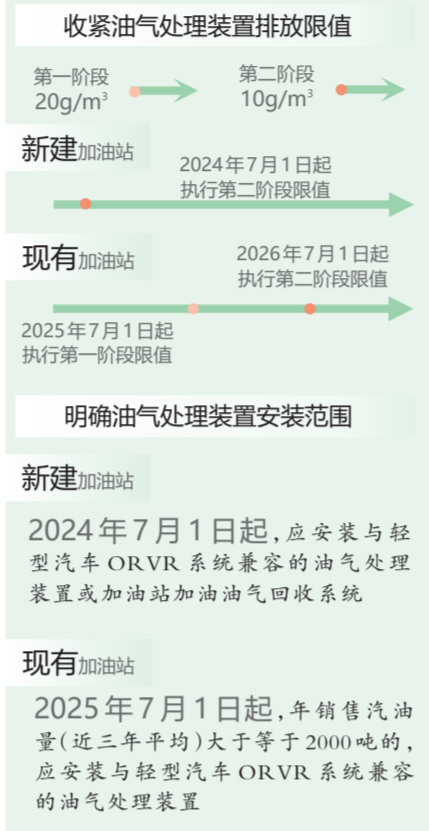 收紧油气处理装置排放限值
第一阶段
20g/m³
第二阶段
10g/m³
新建加油站
2024年7月1日起
执行第二阶段限值
现有加油站
2026年7月1日起
执行第二阶段限值
2025年7月1日起
执行第一阶段限值
明确油气处理装置安装范围
新建加油站
2024年7月1日起,应安装与轻
型汽车ORVR系统兼容的油气处理
装置或加油站加油油气回收系统
现有加油站
2025年7月1日起,年销售汽油
量(近三年平均)大于等于2000吨的,
应安装与轻型汽车ORVR系统兼容
的油气处理装置